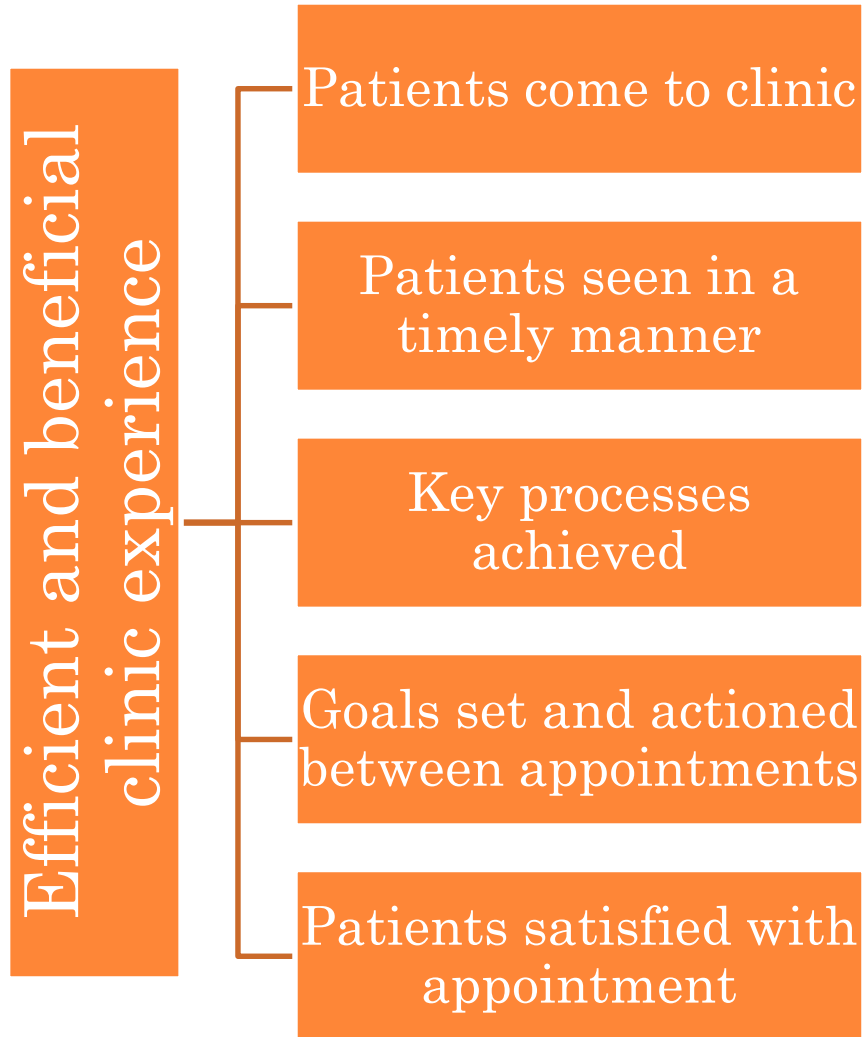 Efficient and beneficial
clinic experience
Patients come to clinic
Patients seen in a
timely manner
Key processes
achieved
Goals set and actioned
between appointments
Patients satisfied with
appointment